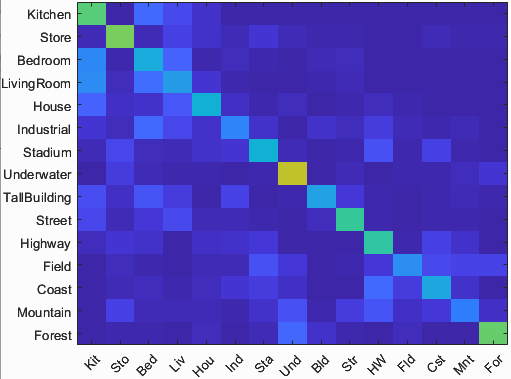 Kitchen
Store
Bedroom
LivingRoom
House
Industrial
Stadium
Underwater
TallBuilding
Street
Highway
Field
Coast
Mountain
Forest
Kit Sto Bed Liv Hou Ind Sta Und Bld Str HW Fld Cst Mnt For